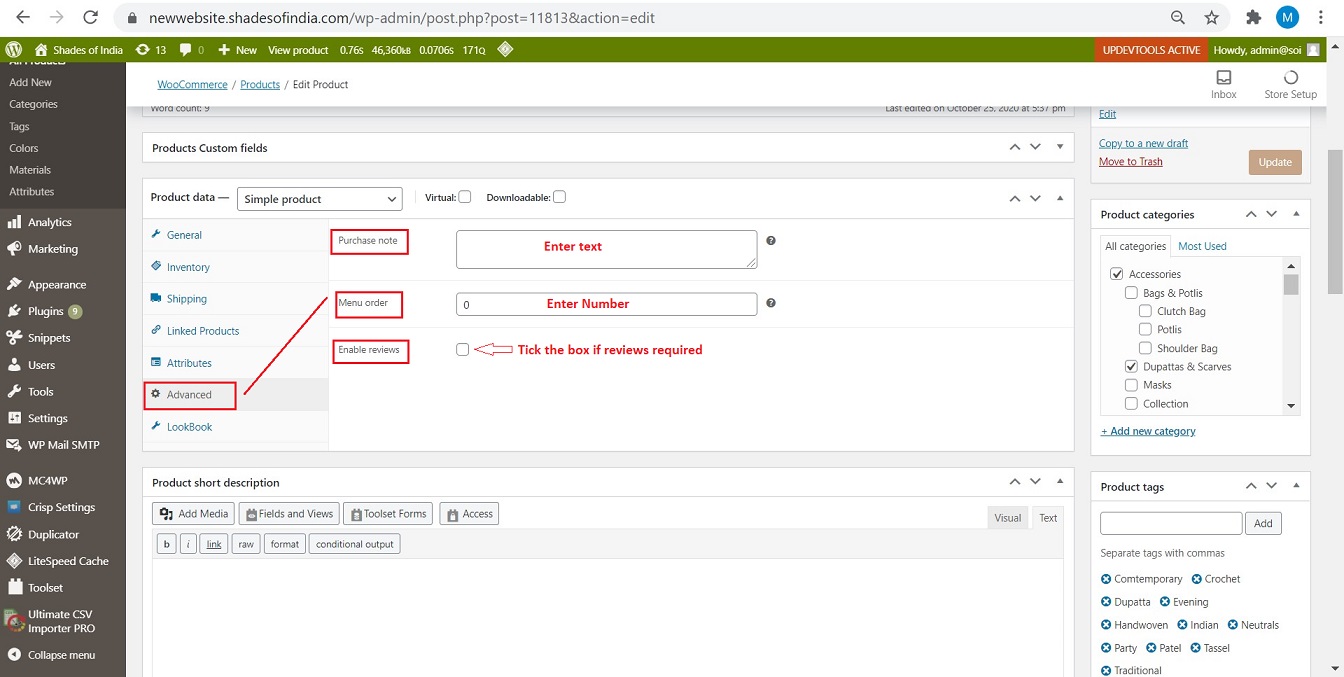 newwebsite.shadesofindia.com/wp-admin/post.php?post=11813&action=edit
M
Shades of India 13 0 New View product 0.76s 46,360kB 0.0706s 171Q
UPDEVTOOLS ACTIVE Howdy, admin@soi
All Products
Add New
Categories
Tags
Colors
Materials
Attributes
Analytics
Marketing
Appearance
Plugins 9
Snippets
Users
Tools
Settings
WP Mail SMTP
MC4WP
Crisp Settings
Duplicator
LiteSpeed Cache
Toolset
Ultimate CSV
Importer PRO
Collapse menu
WooCommerce / Products / Edit Product
Inbox
Store Setup
Word count: 9
Last edited on October 25, 2020 at 5:37 pm
Products Custom fields
Product data — Simple product Virtual: Downloadable:
General
Inventory
Shipping
Linked Products
Attributes
Advanced
LookBook
Purchase note Enter text
Menu order 0 Enter Number
Enable reviews Tick the box if reviews required
Product short description
Add Media Fields and Views Toolset Forms Access
Visual Text
b i link raw format conditional output
Edit
Copy to a new draft
Move to Trash
Update
Product categories
All categories Most Used
Accessories
Bags & Potlis
Clutch Bag
Potlis
Shoulder Bag
Dupattas & Scarves
Masks
Collection
+ Add new category
Product tags
Add
Separate tags with commas
Comtemporary Crochet
Dupatta Evening
Handwoven Indian Neutrals
Party Patel Tassel
Traditional